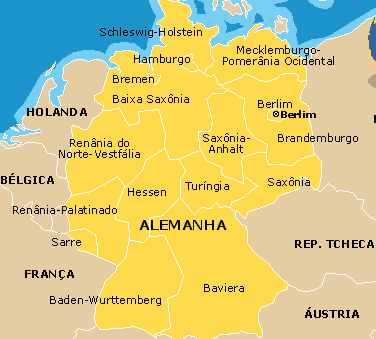 Schleswig-Holstein
Mecklemburgo-
Pomerânia Ocidental
Hamburgo
Bremen
Baixa Saxônia
Berlim
Berlim
HOLANDA
Brandemburgo
Saxônia-
Anhalt
Renânia do
Norte-Vestfália
BÉLGICA
Hessen
Turíngia
Saxônia
Renânia-Palatinado
ALEMANHA
Sarre
REP. TCHECA
FRANÇA
Baden-Wurttemberg
Baviera
ÁUSTRIA